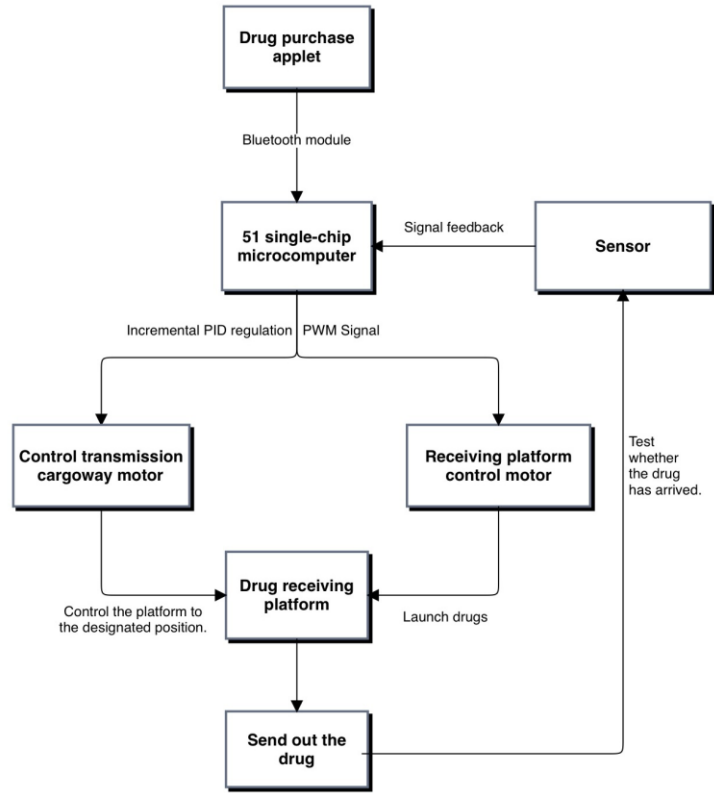 Drug purchase
applet
Bluetooth module
51 single-chip
microcomputer
Signal feedback
Sensor
Incremental PID regulation
PWM Signal
Control transmission
cargoway motor
Receiving platform
control motor
Test
whether
the drug
has arrived.
Drug receiving
platform
Control the platform to
the designated position.
Launch drugs
Send out the
drug